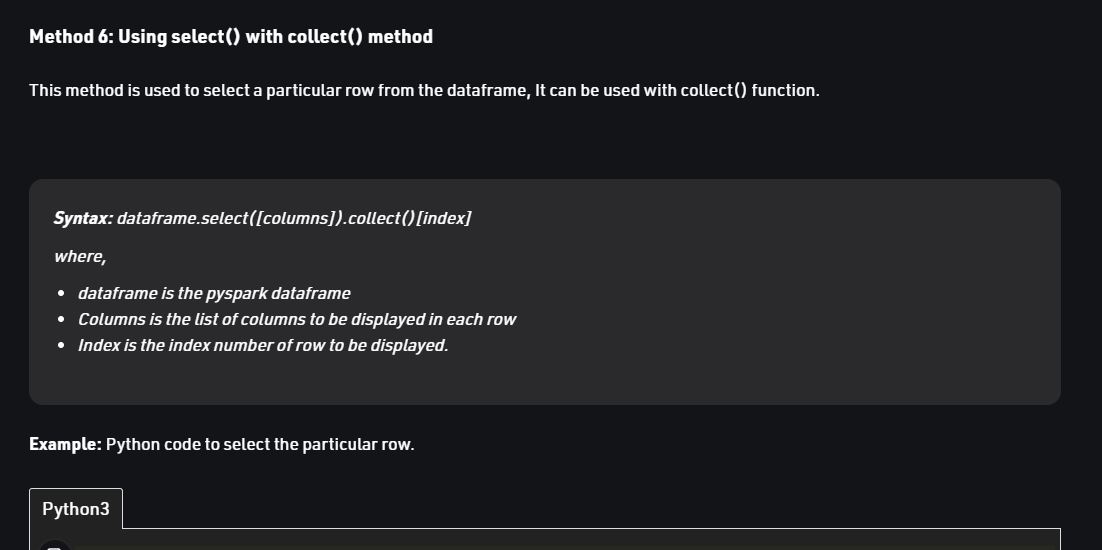 Method 6: Using select() with collect() method
This method is used to select a particular row from the dataframe, It can be used with collect() function.
Syntax: dataframe.select([columns]).collect()[index]
where,
• dataframe is the pyspark dataframe
• Columns is the list of columns to be displayed in each row
• Index is the index number of row to be displayed.
Example: Python code to select the particular row.
Python3